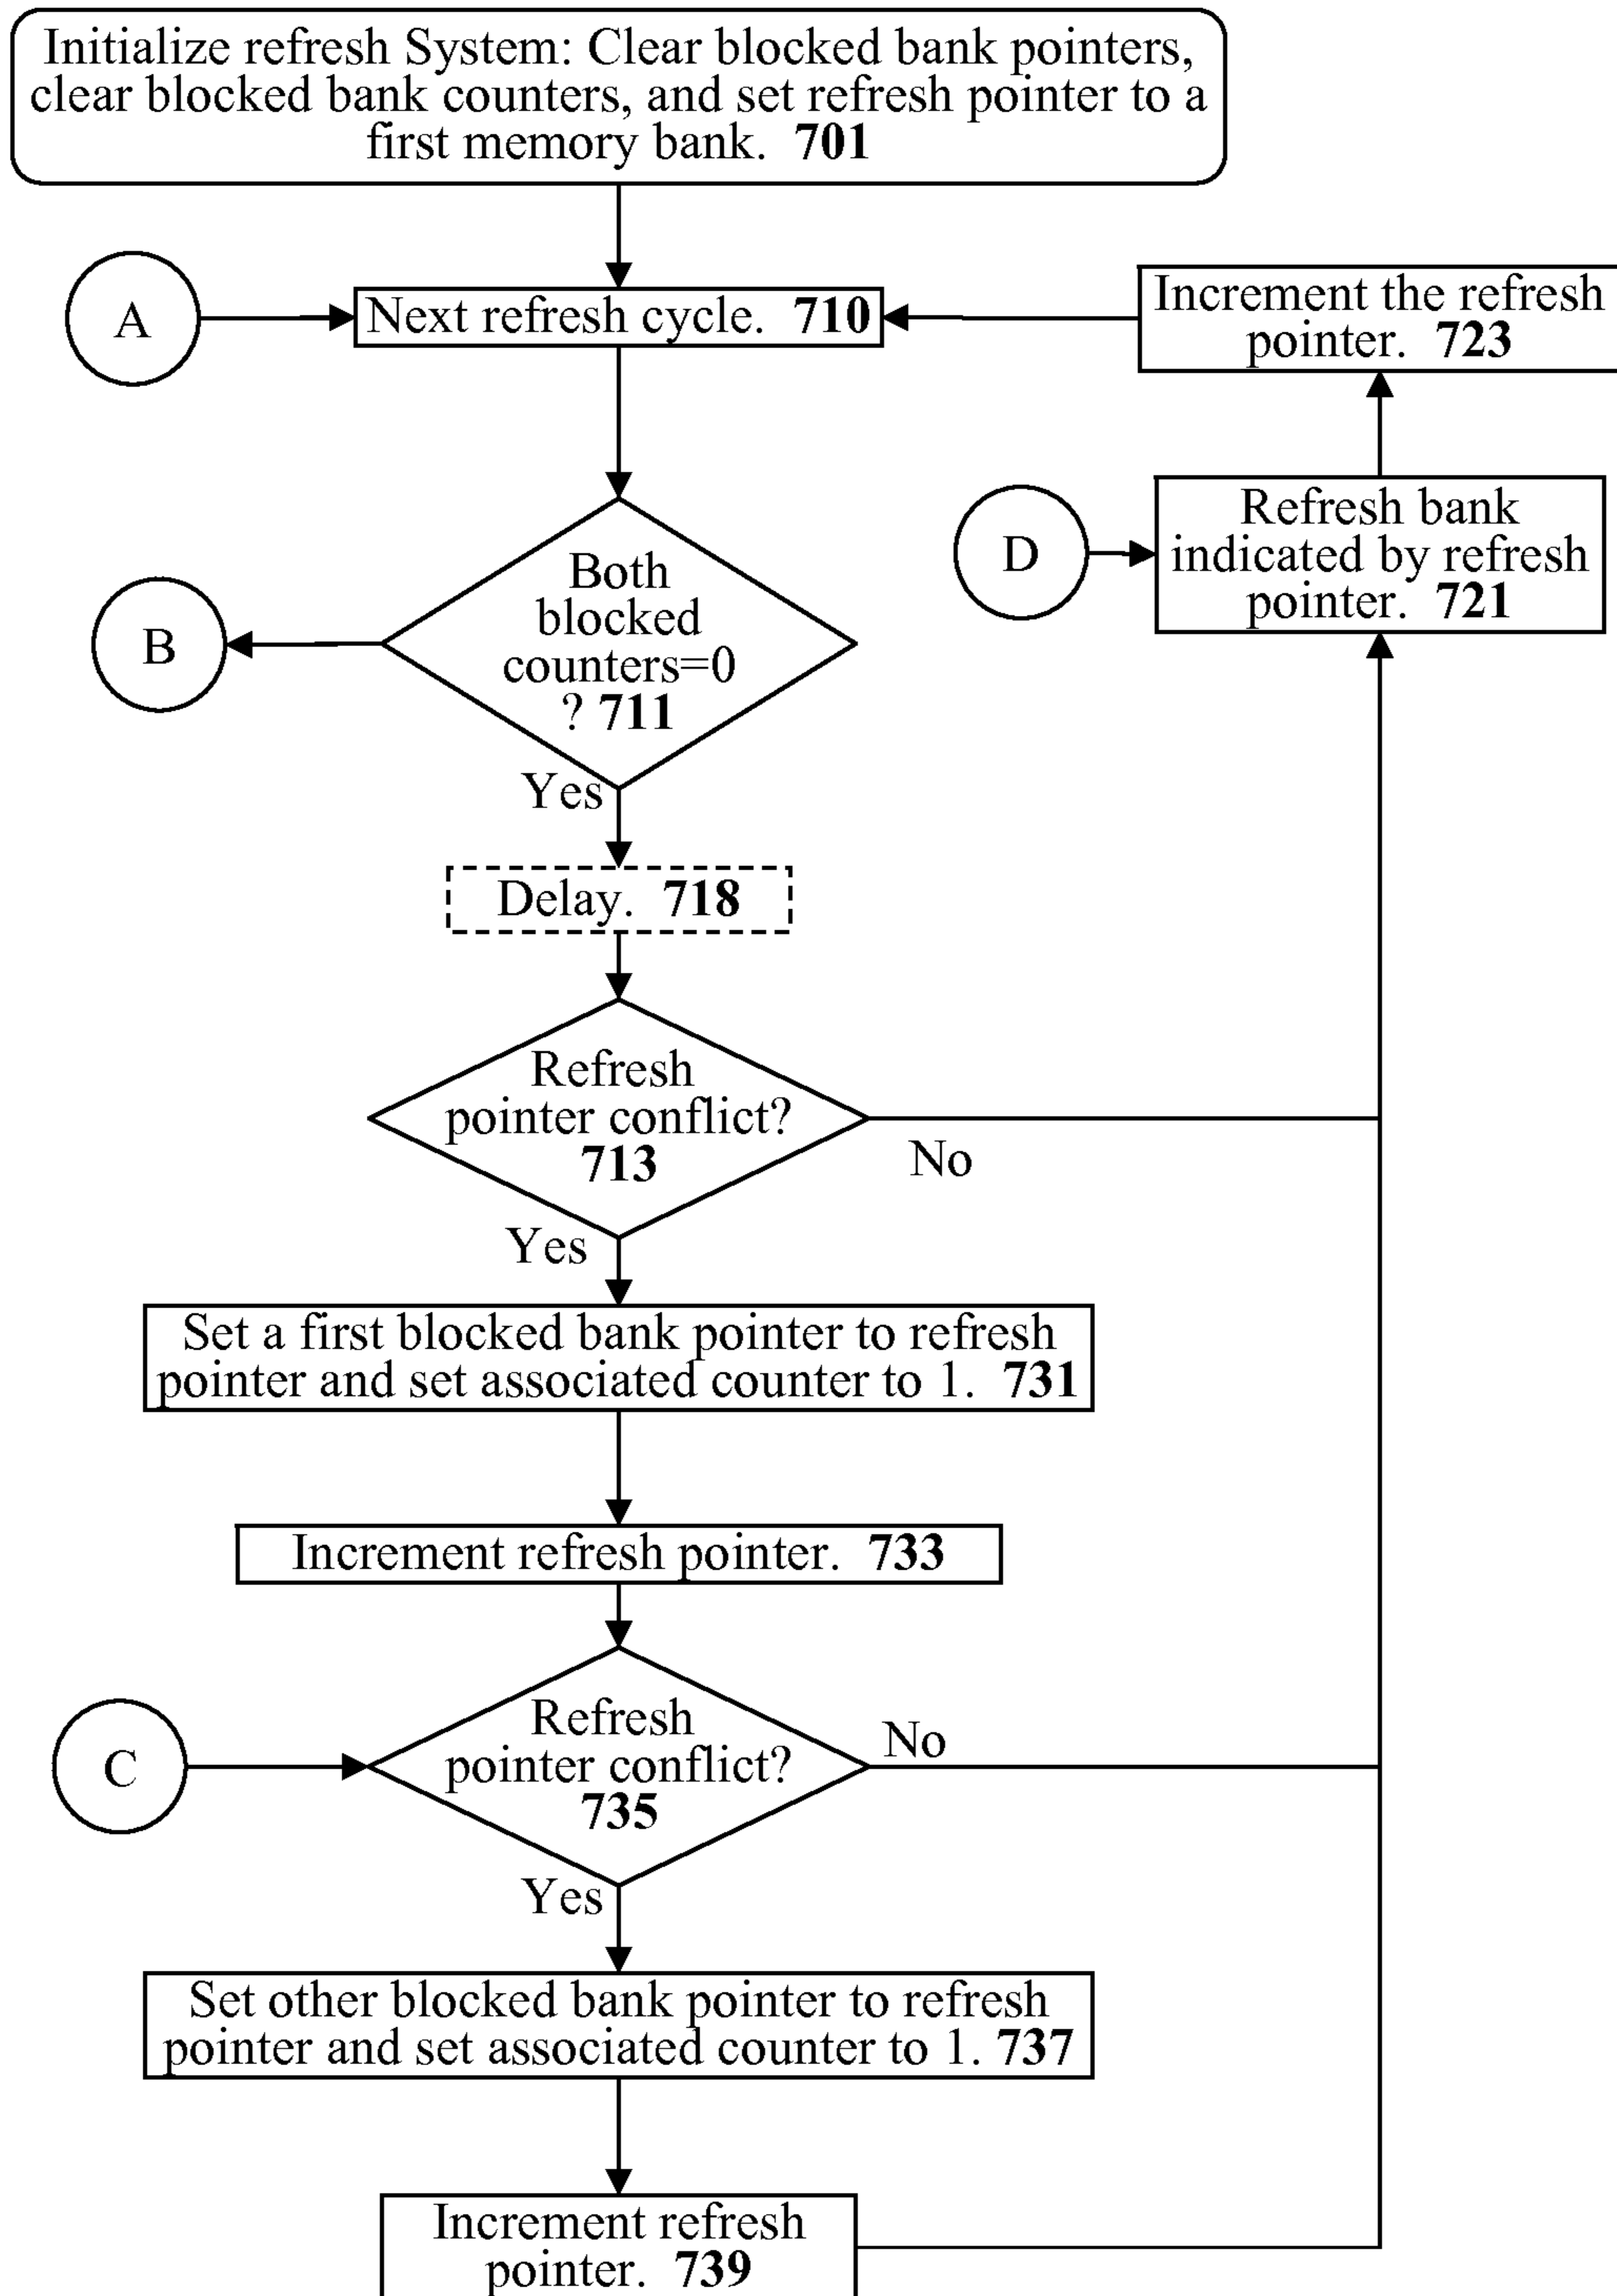 Initialize refresh System: Clear blocked bank pointers,
clear blocked bank counters, and set refresh pointer to a
first memory bank. 701
A
Next refresh cycle. 710
Increment the refresh
pointer. 723
D
Refresh bank
indicated by refresh
pointer. 721
B
Both
blocked
counters=0
? 711
Yes
Delay. 718
Refresh
pointer conflict?
713
No
Yes
Set a first blocked bank pointer to refresh
pointer and set associated counter to 1. 731
Increment refresh pointer. 733
C
Refresh
pointer conflict?
735
No
Yes
Set other blocked bank pointer to refresh
pointer and set associated counter to 1. 737
Increment refresh
pointer. 739